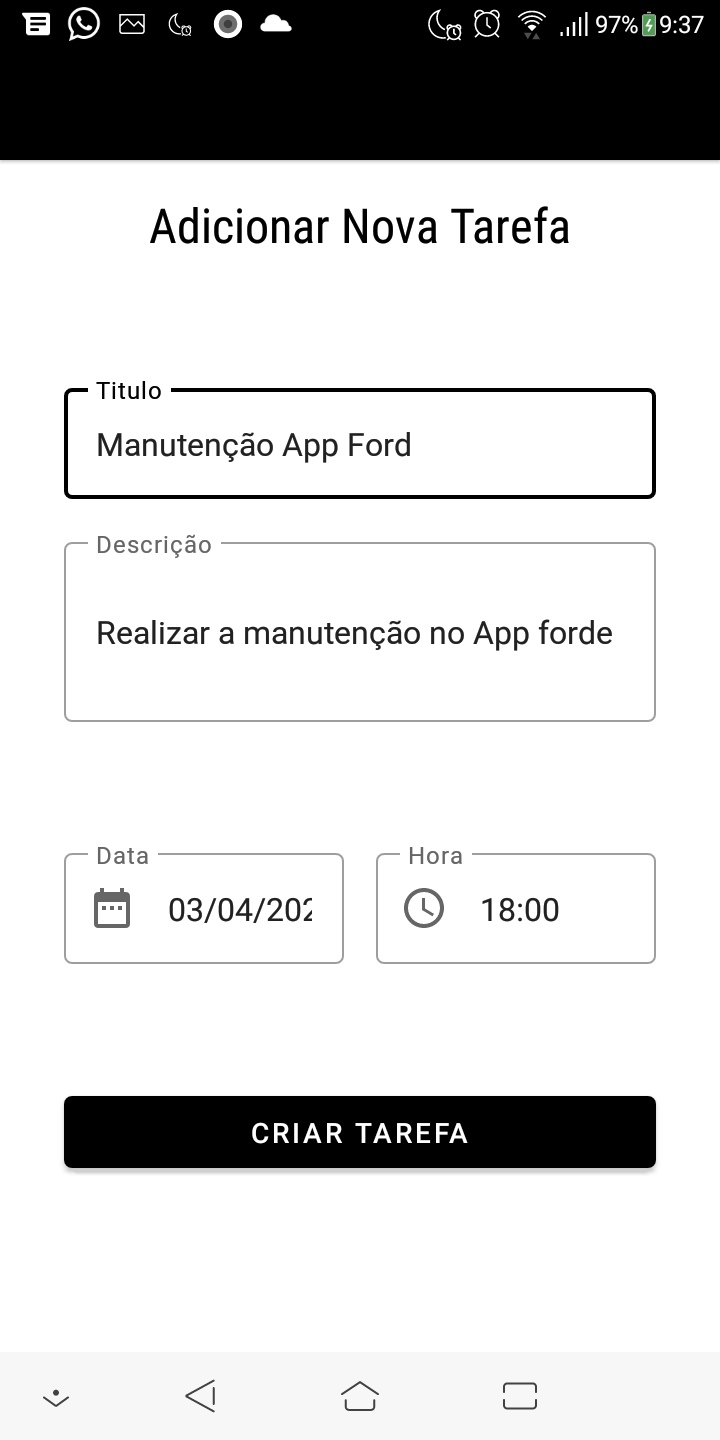 97% 9:37
Adicionar Nova Tarefa
Titulo
Manutenção App Ford
Descrição
Realizar a manutenção no App forde
Data
Hora
03/04/202
18:00
CRIAR TAREFA